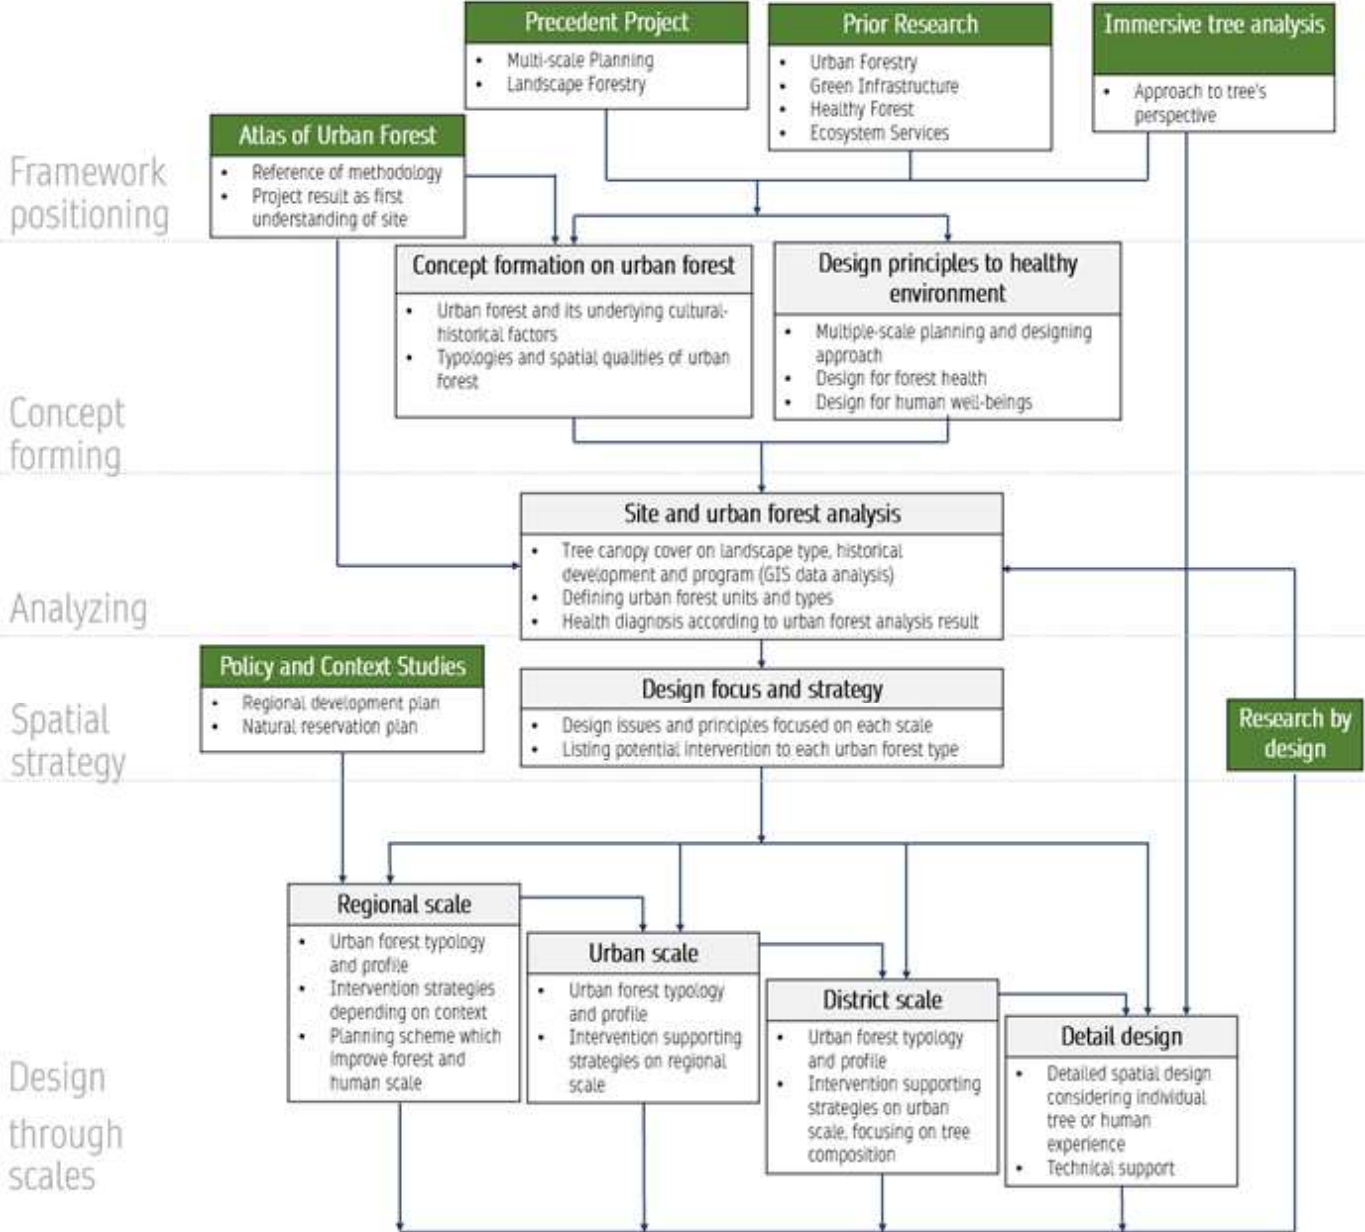 Precedent Project
• Multi-scale Planning
• Landscape Forestry
Prior Research
• Urban Forestry
• Green Infrastructure
• Healthy Forest
• Ecosystem Services
Immersive tree analysis
• Approach to tree's
perspective
Atlas of Urban Forest
• Reference of methodology
• Project result as first
understanding of site
Framework
positioning
Concept formation on urban forest
• Urban forest and its underlying cultural-
historical factors
• Typologies and spatial qualities of urban
forest
Design principles to healthy
environment
• Multiple-scale planning and designing
approach
• Design for forest health
• Design for human well-beings
Concept
forming
Site and urban forest analysis
• Tree canopy cover on landscape type, historical
development and program (GIS data analysis)
• Defining urban forest units and types
• Health diagnosis according to urban forest analysis result
Analyzing
Policy and Context Studies
• Regional development plan
• Natural reservation plan
Design focus and strategy
• Design issues and principles focused on each scale
• Listing potential intervention to each urban forest type
Research by
design
Spatial
strategy
Regional scale
• Urban forest typology
and profile
• Intervention strategies
depending on context
• Planning scheme which
improve forest and
human scale
Urban scale
• Urban forest typology
and profile
• Intervention supporting
strategies on regional
scale
District scale
• Urban forest typology
and profile
• Intervention supporting
strategies on urban
scale, focusing on tree
composition
Detail design
• Detailed spatial design
considering individual
tree or human
experience
• Technical support
Design
through
scales